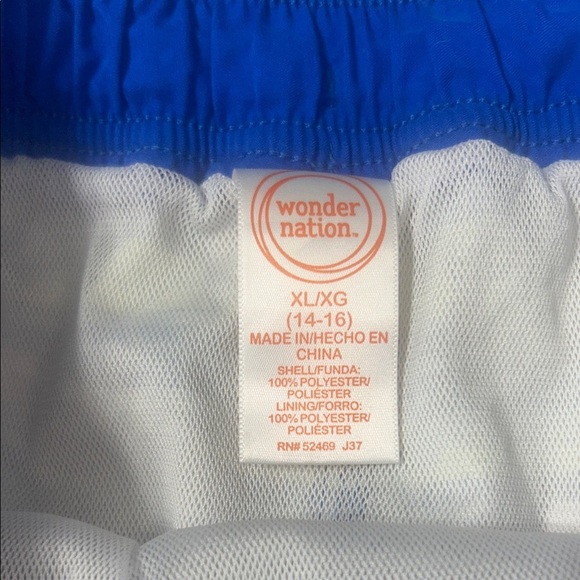 wonder
nation™
XL/XG
(14-16)
MADE IN/HECHO EN
CHINA
SHELL/FUNDA:
100% POLYESTER/
POLIÉSTER
LINING/FORRO:
100% POLYESTER/
POLIÉSTER
RN# 52469 J37